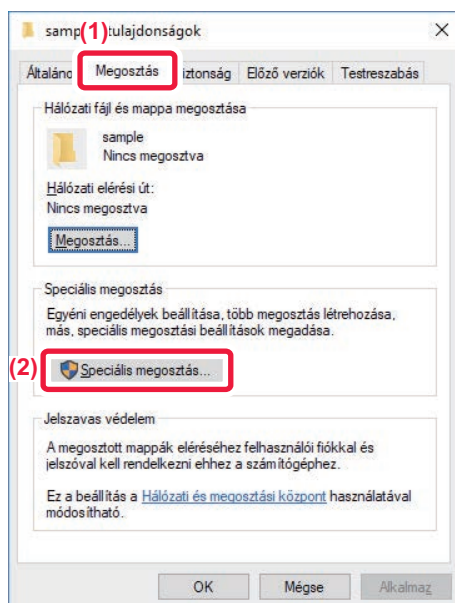 samp(1) tulajdonságok
Általáno Megosztás iztonság Előző verziók Testreszabás
Hálózati fájl és mappa megosztása
sample
Nincs megosztva
Hálózati elérési út:
Nincs megosztva
Megosztás...
Speciális megosztás
Egyéni engedélyek beállítása, több megosztás létrehozása,
más, speciális megosztási beállítások megadása.
(2) Speciális megosztás...
Jelszavas védelem
A megosztott mappák eléréséhez felhasználói fiókkal és
jelszóval kell rendelkezni ehhez a számítógéphez.
Ez a beállítás a Hálózati és megosztási központ használatával
módosítható.
OK Mégse Alkalmaz